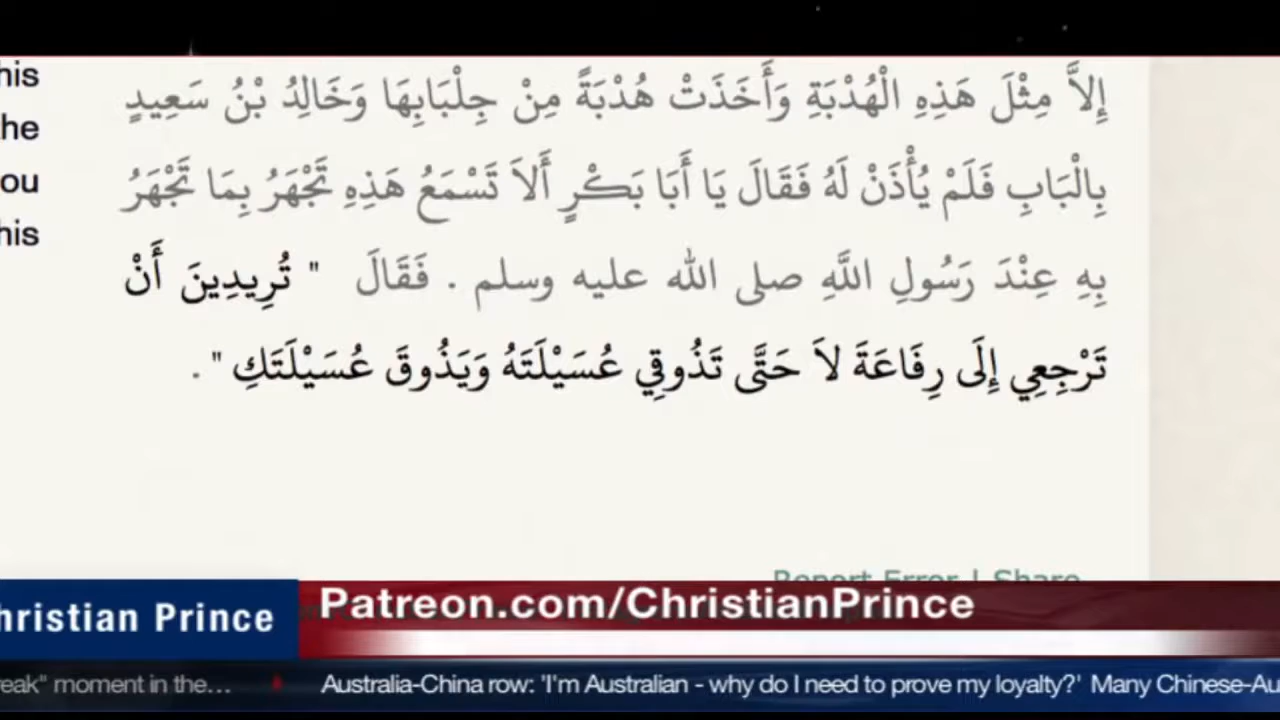 his
the
ou
his
إِلاَّ مِثْلَ هَذِهِ الْهُدْبَةِ وَأَخَذَتْ هُدْبَةً مِنْ جِلْبَابِهَا وَخَالِدُ بْنُ سَعِيدٍ
بِالْبَابِ فَلَمْ يُأْذَنْ لَهُ فَقَالَ يَا أَبَا بَكْرٍ أَلاَ تَسْمَعُ هَذِهِ تَجْهَرُ بِمَا تَجْهَرُ
بِهِ عِنْدَ رَسُولِ اللَّهِ صلى الله عليه وسلم . فَقَالَ " تُرِيدِينَ أَنْ
تَرْجِعِي إِلَى رِفَاعَةَ لاَ حَتَّى تَذُوقِي عُسَيْلَتَهُ وَيَذُوقَ عُسَيْلَتَكِ " .
Report Error | Share
hristian Prince
Patreon.com/ChristianPrince
eak" moment in the...
Australia-China row: 'I'm Australian - why do I need to prove my loyalty?' Many Chinese-Au